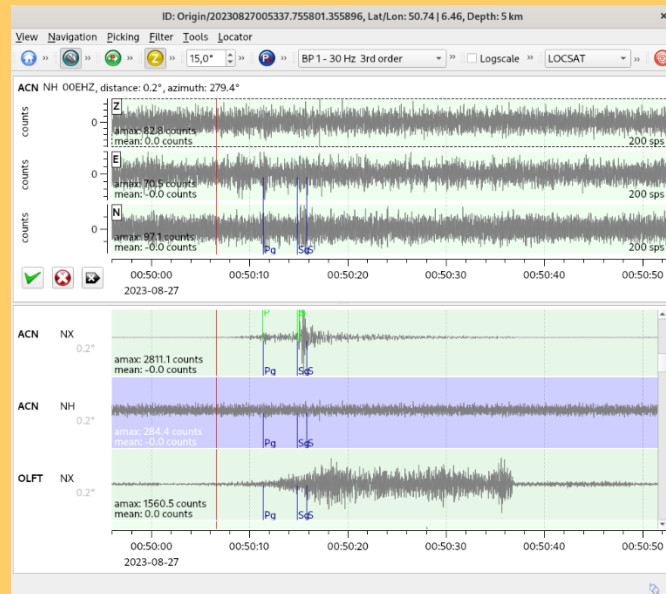 ID: Origin/20230827005337.755801.355896, Lat/Lon: 50.74 | 6.46, Depth: 5 km
View Navigation Picking Filter Tools Locator
Z 15,0° P BP 1 - 30 Hz 3rd order Logscale LOCSAT
ACN NH 00EHZ, distance: 0.2°, azimuth: 279.4°
counts 0 Z
amax: 82.8 counts
mean: 0.0 counts 200 sps
counts 0 E
amax: 70.5 counts
mean: -0.0 counts 200 sps
counts 0 N
amax: 97.1 counts
mean: -0.0 counts Pg SgS 200 sps
00:50:00 00:50:10 00:50:20 00:50:30 00:50:40 00:50:50
2023-08-27
ACN NX 0.2° P S
amax: 2811.1 counts
mean: -0.0 counts Pg SgS
ACN NH 0.2°
amax: 284.4 counts
mean: -0.0 counts Pg SgS
OLFT NX 0.2°
amax: 1560.5 counts
mean: 0.0 counts Pg SgS
00:50:00 00:50:10 00:50:20 00:50:30 00:50:40 00:50:50
2023-08-27